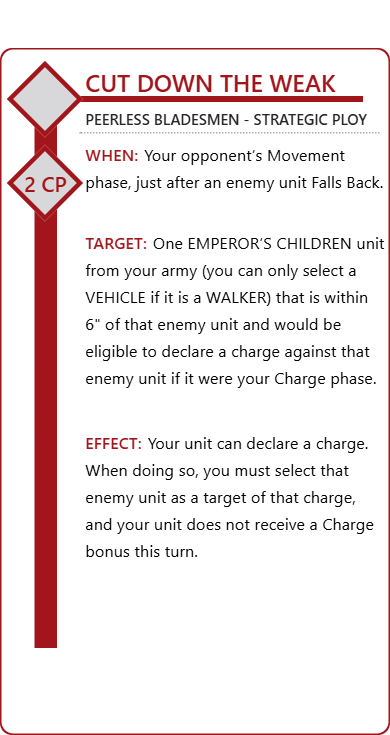 CUT DOWN THE WEAK
PEERLESS BLADESMEN - STRATEGIC PLOY
WHEN: Your opponent’s Movement
phase, just after an enemy unit Falls Back.
2 CP
TARGET: One EMPEROR’S CHILDREN unit
from your army (you can only select a
VEHICLE if it is a WALKER) that is within
6" of that enemy unit and would be
eligible to declare a charge against that
enemy unit if it were your Charge phase.
EFFECT: Your unit can declare a charge.
When doing so, you must select that
enemy unit as a target of that charge,
and your unit does not receive a Charge
bonus this turn.